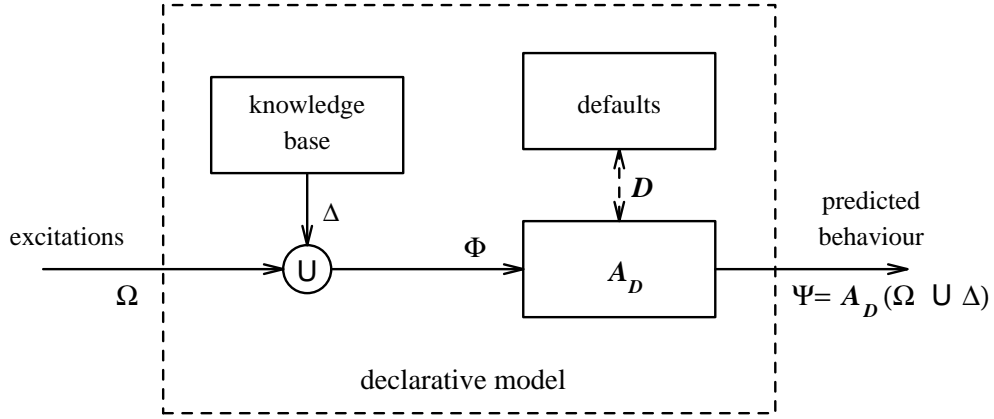 knowledge
base
defaults
Δ
D
predicted
behaviour
excitations
U
Φ
A_D
Ω
Ψ= A_D (Ω U Δ)
declarative model